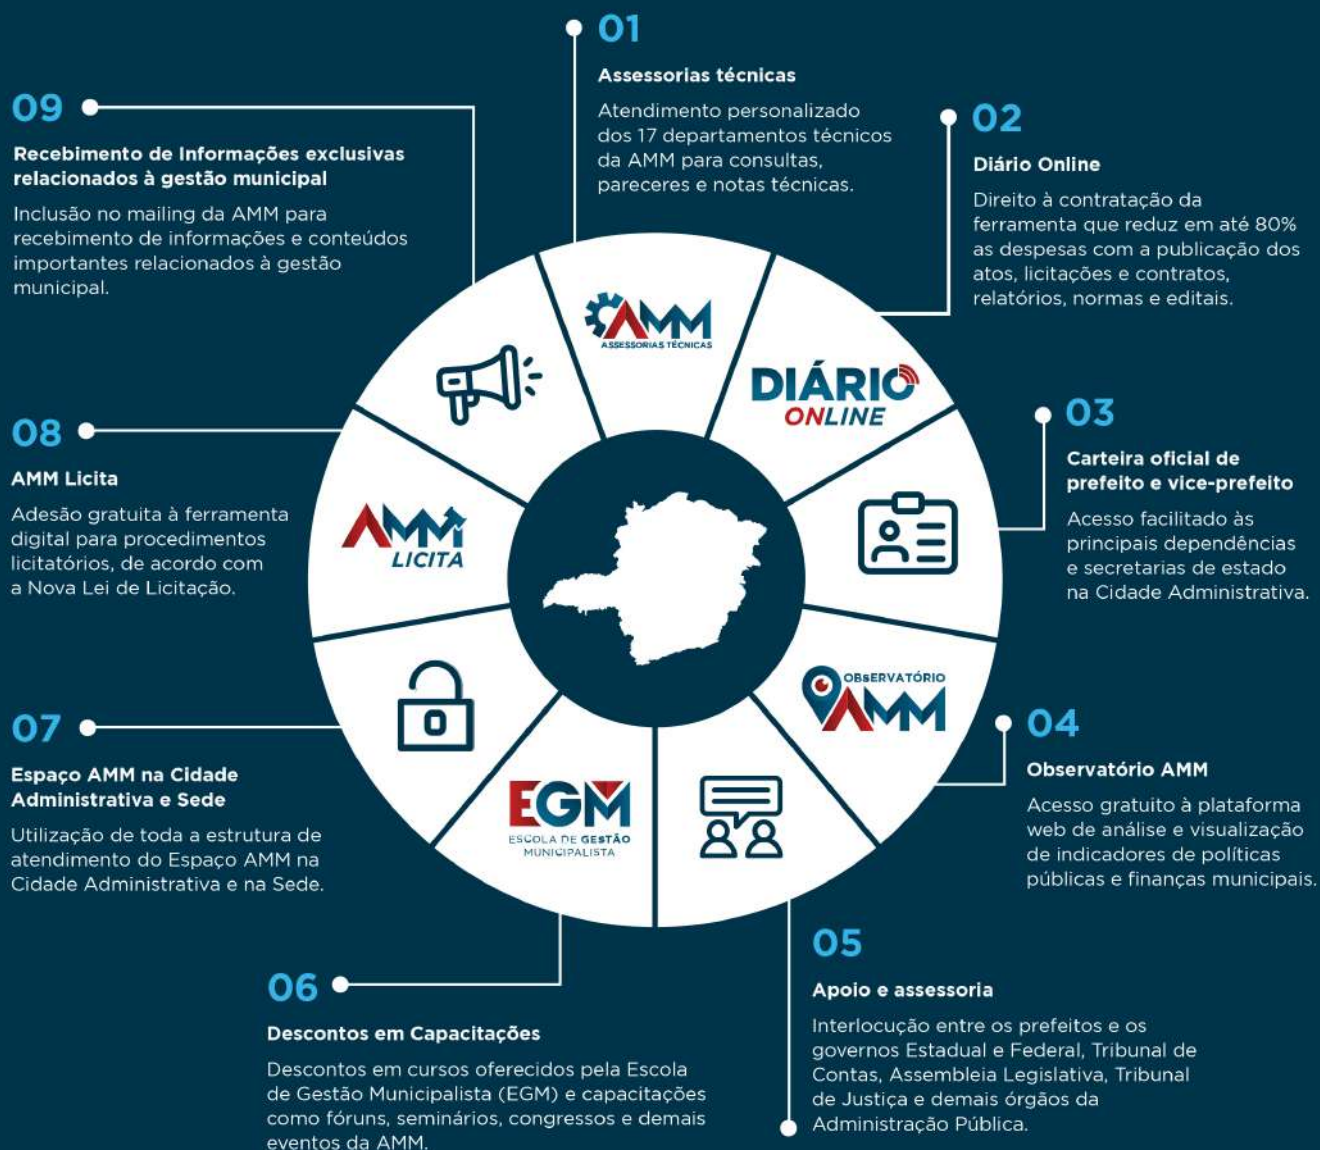 01
Assessorias técnicas
Atendimento personalizado
dos 17 departamentos técnicos
da AMM para consultas,
pareceres e notas técnicas.
02
Diário Online
Direito à contratação da
ferramenta que reduz em até 80%
as despesas com a publicação dos
atos, licitações e contratos,
relatórios, normas e editais.
03
Carteira oficial de
prefeito e vice-prefeito
Acesso facilitado às
principais dependências
e secretarias de estado
na Cidade Administrativa.
04
Observatório AMM
Acesso gratuito à plataforma
web de análise e visualização
de indicadores de políticas
públicas e finanças municipais.
05
Apoio e assessoria
Interlocução entre os prefeitos e os
governos Estadual e Federal, Tribunal de
Contas, Assembleia Legislativa, Tribunal
de Justiça e demais órgãos da
Administração Pública.
06
Descontos em Capacitações
Descontos em cursos oferecidos pela Escola
de Gestão Municipalista (EGM) e capacitações
como fóruns, seminários, congressos e demais
eventos da AMM.
07
Espaço AMM na Cidade
Administrativa e Sede
Utilização de toda a estrutura de
atendimento do Espaço AMM na
Cidade Administrativa e na Sede.
08
AMM Licita
Adesão gratuita à ferramenta
digital para procedimentos
licitatórios, de acordo com
a Nova Lei de Licitação.
09
Recebimento de Informações exclusivas
relacionados à gestão municipal
Inclusão no mailing da AMM para
recebimento de informações e conteúdos
importantes relacionados à gestão
municipal.
AMM
ASSESSORIAS TÉCNICAS
DIÁRIO
ONLINE
OBSERVATÓRIO
AMM
EGM
ESCOLA DE GESTÃO
MUNICIPALISTA
AMM
LICITA